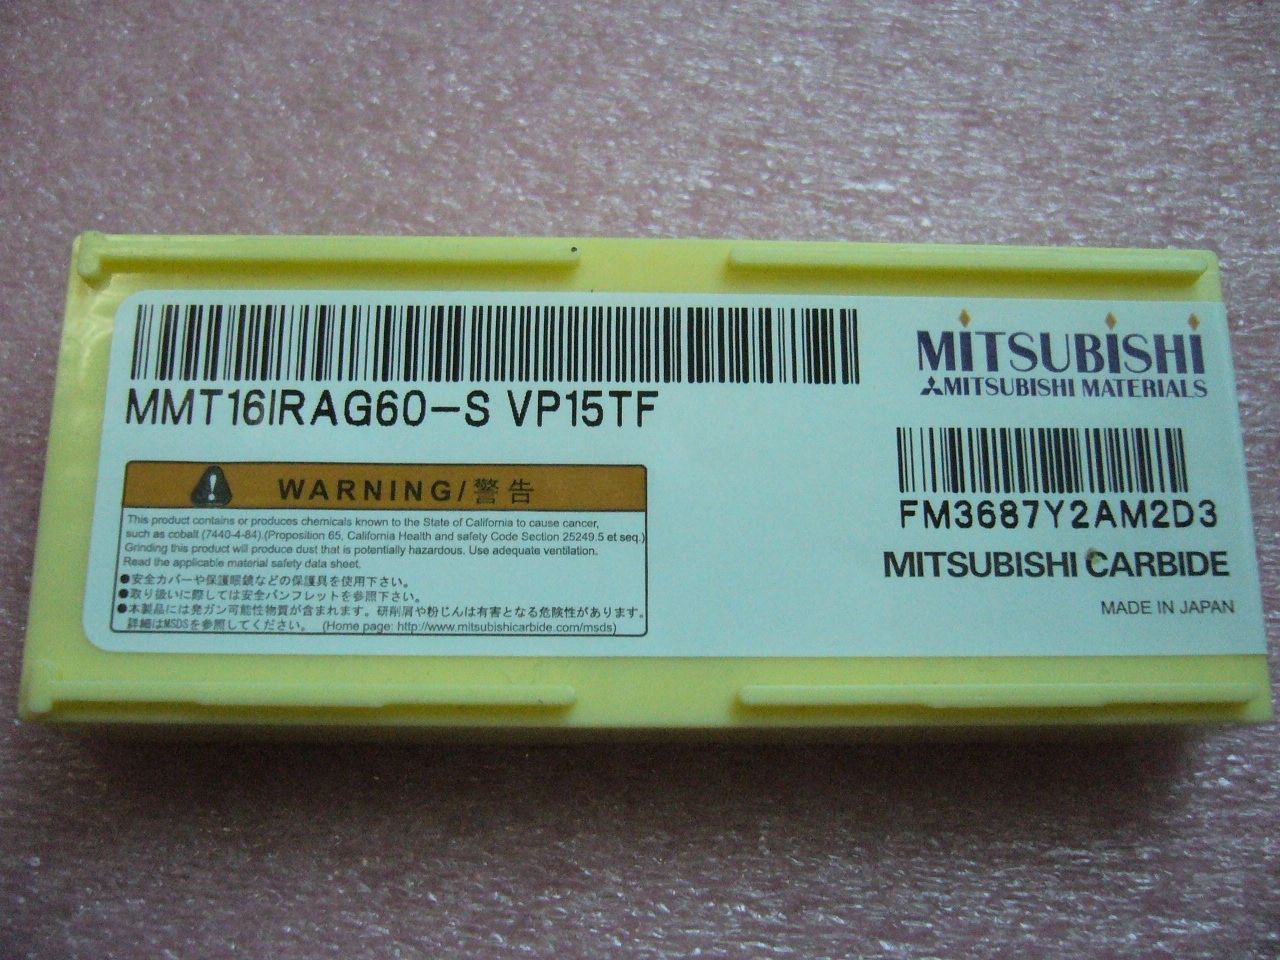 MMT16IRAG60-S VP15TF
MITSUBISHI
MITSUBISHI MATERIALS
WARNING/警告
This product contains or produces chemicals known to the State of California to cause cancer,
such as cobalt (7440-4-84).(Proposition 65, California Health and safety Code Section 25249.5 et seq.)
Grinding this product will produce dust that is potentially hazardous. Use adequate ventilation.
Read the applicable material safety data sheet.
●安全カバーや保護眼鏡などの保護具を使用下さい。
●取り扱いに際しては安全パンフレットを参照下さい。
●本製品には発ガン可能性物質が含まれます。研削屑や粉じんは有害となる危険性があります。
詳細はMSDSを参照してください。 (Home page: http://www.mitsubishicarbide.com/msds)
FM3687Y2AM2D3
MITSUBISHI CARBIDE
MADE IN JAPAN